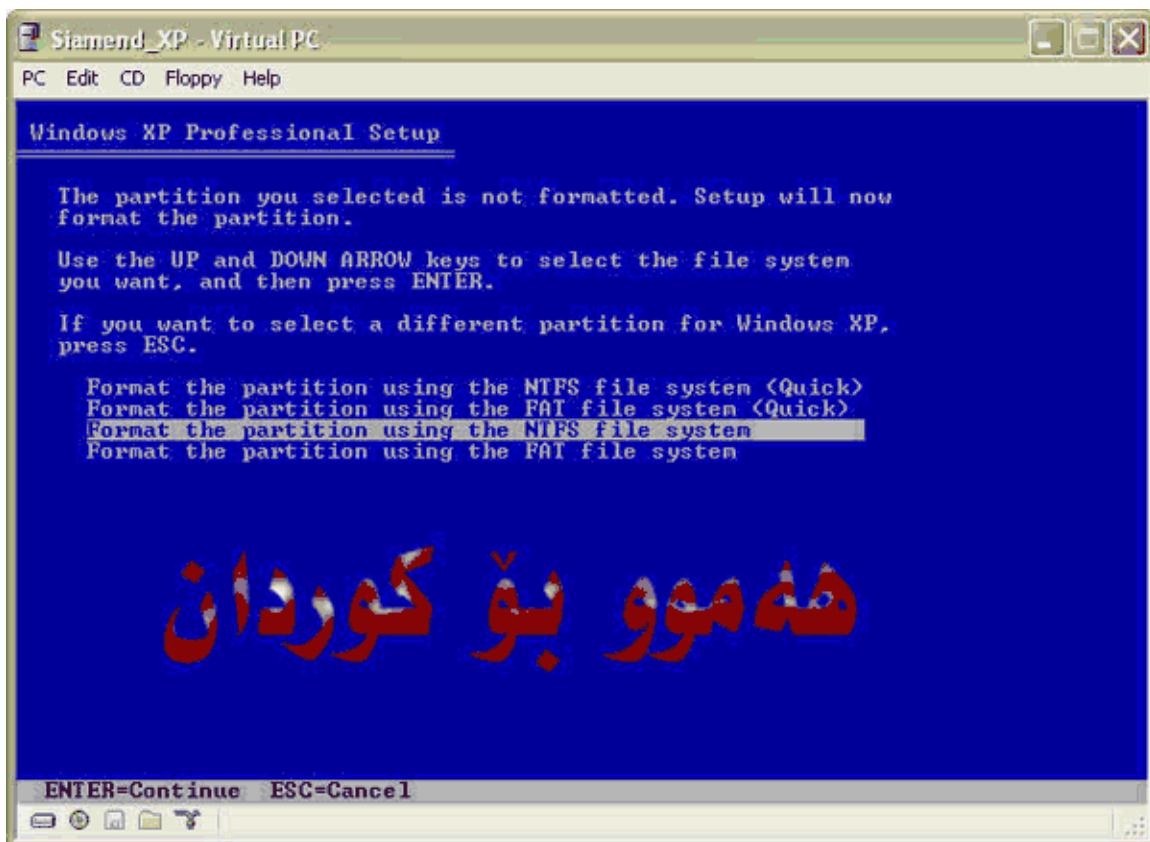 Siamend_XP - Virtual PC
PC Edit CD Floppy Help
Windows XP Professional Setup
The partition you selected is not formatted. Setup will now
format the partition.
Use the UP and DOWN ARROW keys to select the file system
you want, and then press ENTER.
If you want to select a different partition for Windows XP,
press ESC.
Format the partition using the NTFS file system (Quick)
Format the partition using the FAT file system (Quick)
Format the partition using the NTFS file system
Format the partition using the FAT file system
هەموو بۆ کوردان
ENTER=Continue ESC=Cancel